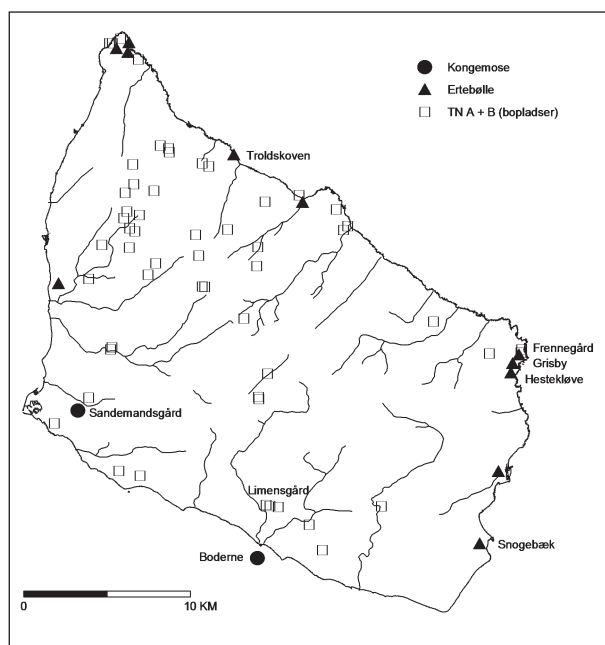 Kongemose
Ertebølle
TN A + B (bopladser)
Troldskoven
Frennegård
Grisby
Hestekløve
Sandemandsgård
Limensgård
Snogebæk
Boderne
0 10 KM